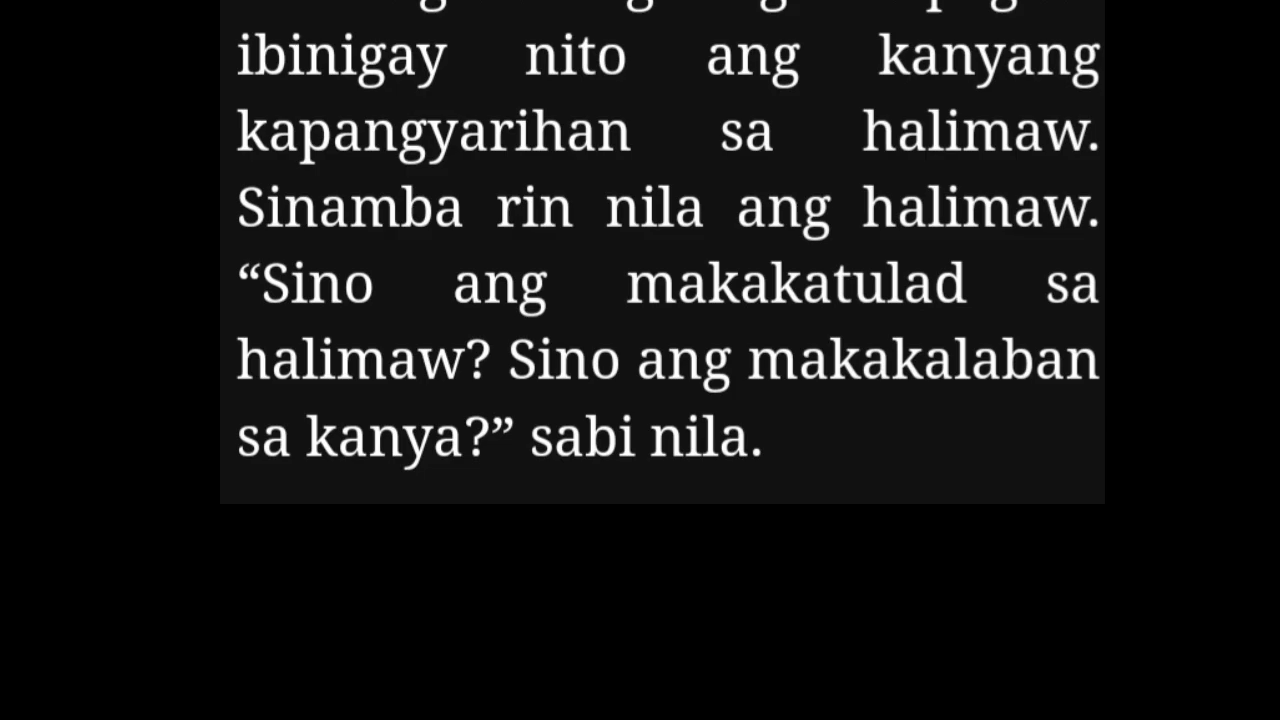 ibinigay nito ang kanyang
kapangyarihan sa halimaw.
Sinamba rin nila ang halimaw.
“Sino ang makakatulad sa
halimaw? Sino ang makakalaban
sa kanya?” sabi nila.